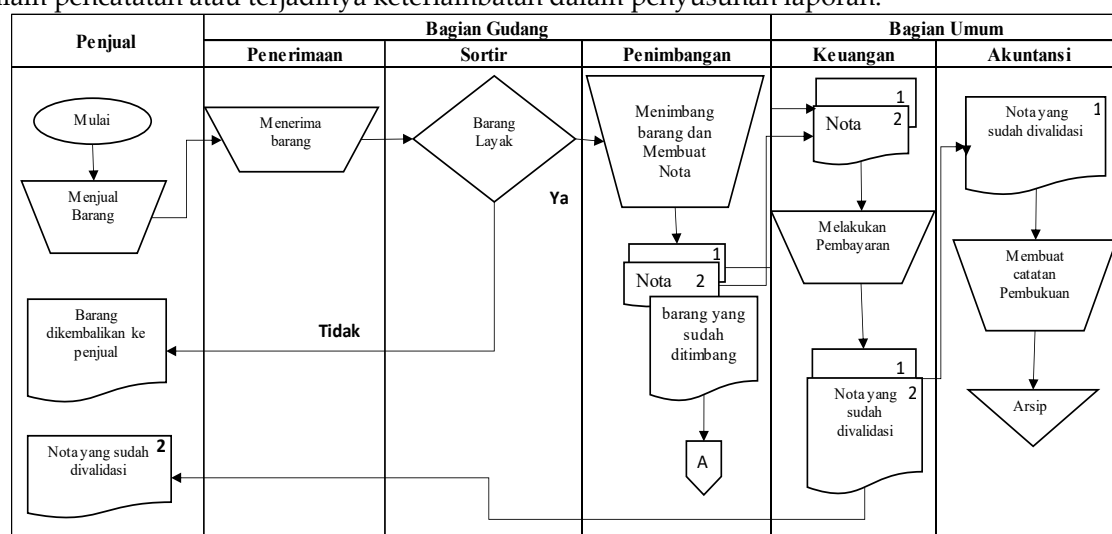 dalam pencatatan atau terjadinya keterlambatan dalam penyusunan laporan.
Penjual
Bagian Gudang
Bagian Umum
Penerimaan
Sortir
Penimbangan
Keuangan
Akuntansi
Mulai
Menjual
Barang
Menerima
barang
Barang
Layak
Ya
Tidak
Menimbang
barang dan
Membuat
Nota
1
Nota 2
barang yang
sudah
ditimbang
A
1
Nota 2
Melakukan
Pembayaran
1
Nota yang 2
sudah
divalidasi
Nota yang 1
sudah divalidasi
Membuat
catatan
Pembukuan
Arsip
Barang
dikembalikan ke
penjual
Nota yang sudah 2
divalidasi